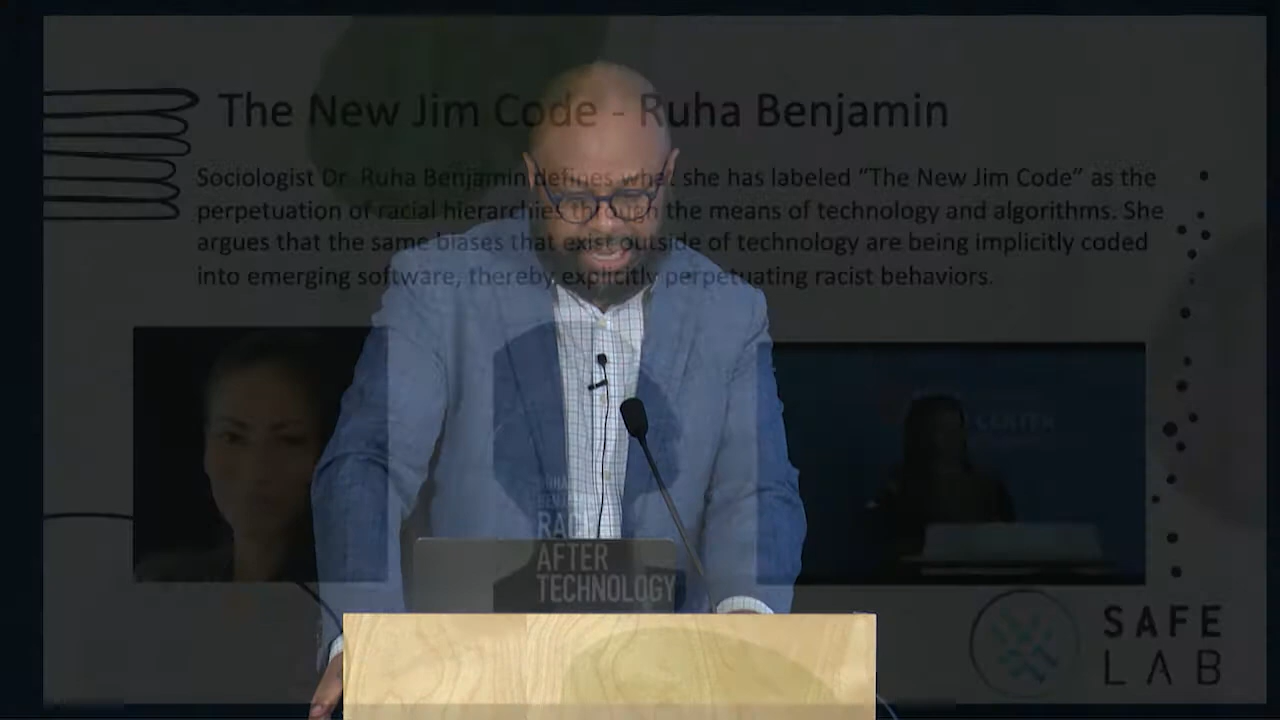 The New Jim Code - Ruha Benjamin
Sociologist Dr. Ruha Benjamin defines what she has labeled “The New Jim Code” as the
perpetuation of racial hierarchies through the means of technology and algorithms. She
argues that the same biases that exist outside of technology are being implicitly coded
into emerging software, thereby explicitly perpetuating racist behaviors.
CENTER
RACE
AFTER
TECHNOLOGY
SAFE
LAB